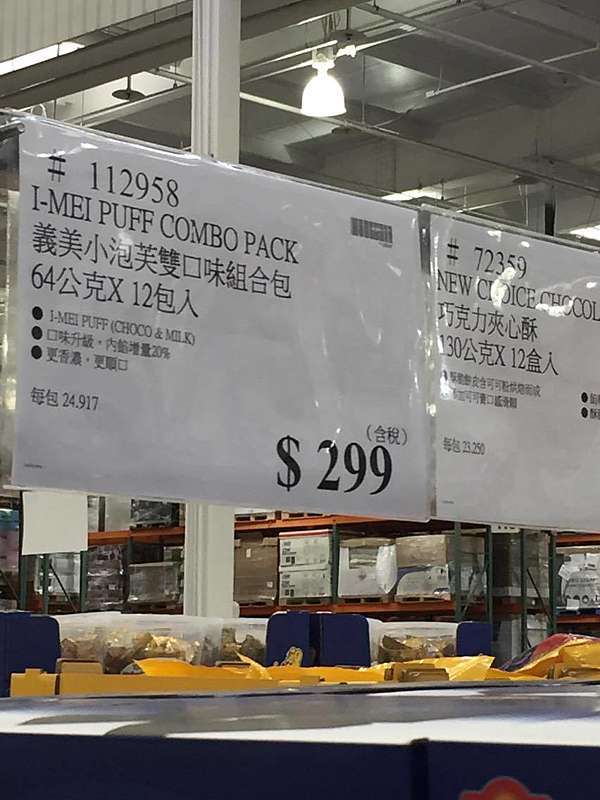 # 112958
I-MEI PUFF COMBO PACK
義美小泡芙雙口味組合包
64公克X 12包入
● I-MEI PUFF (CHOCO & MILK)
● 口味升級，內餡增量20%
● 更香濃，更順口
每包 24.917
(含稅)
$ 299
# 72359
NEW CHOICE CHOCOL
巧克力夾心酥
130公克X 12盒入
每包 23.250